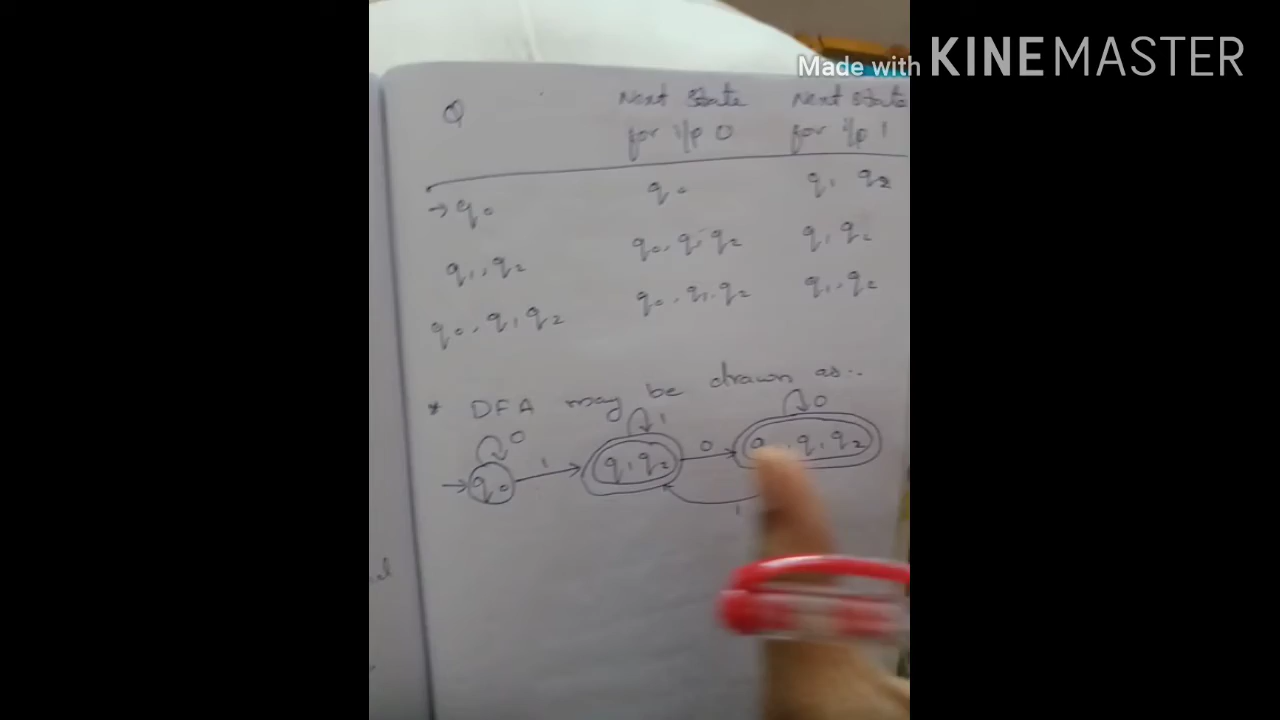 Made with KINEMASTER
Q Next State Next State
for i/p 0 for i/p 1
→ q0 q0 q1 q2
q1, q2 q0, q1 q2 q1 q2
q0, q1 q2 q0, q1, q2 q1, q2
* DFA may be drawn as..
0 1 0
1 0
q0 q1 q2 q1 q2
1